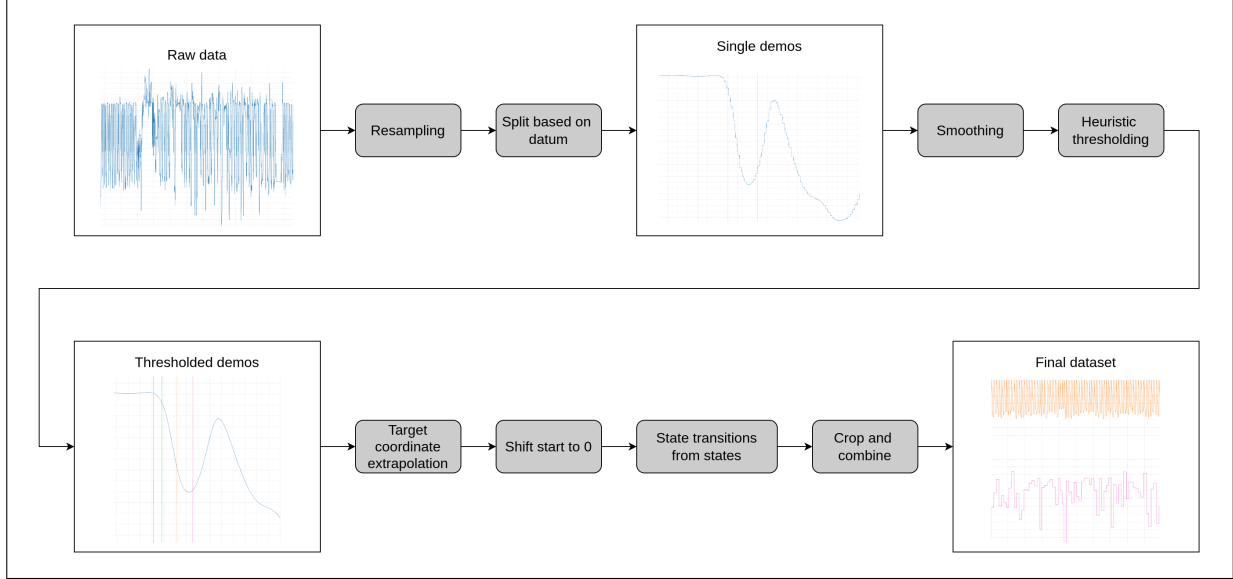 Raw data
Resampling
Split based on
datum
Single demos
Smoothing
Heuristic
thresholding
Thresholded demos
Target
coordinate
extrapolation
Shift start to 0
State transitions
from states
Crop and
combine
Final dataset